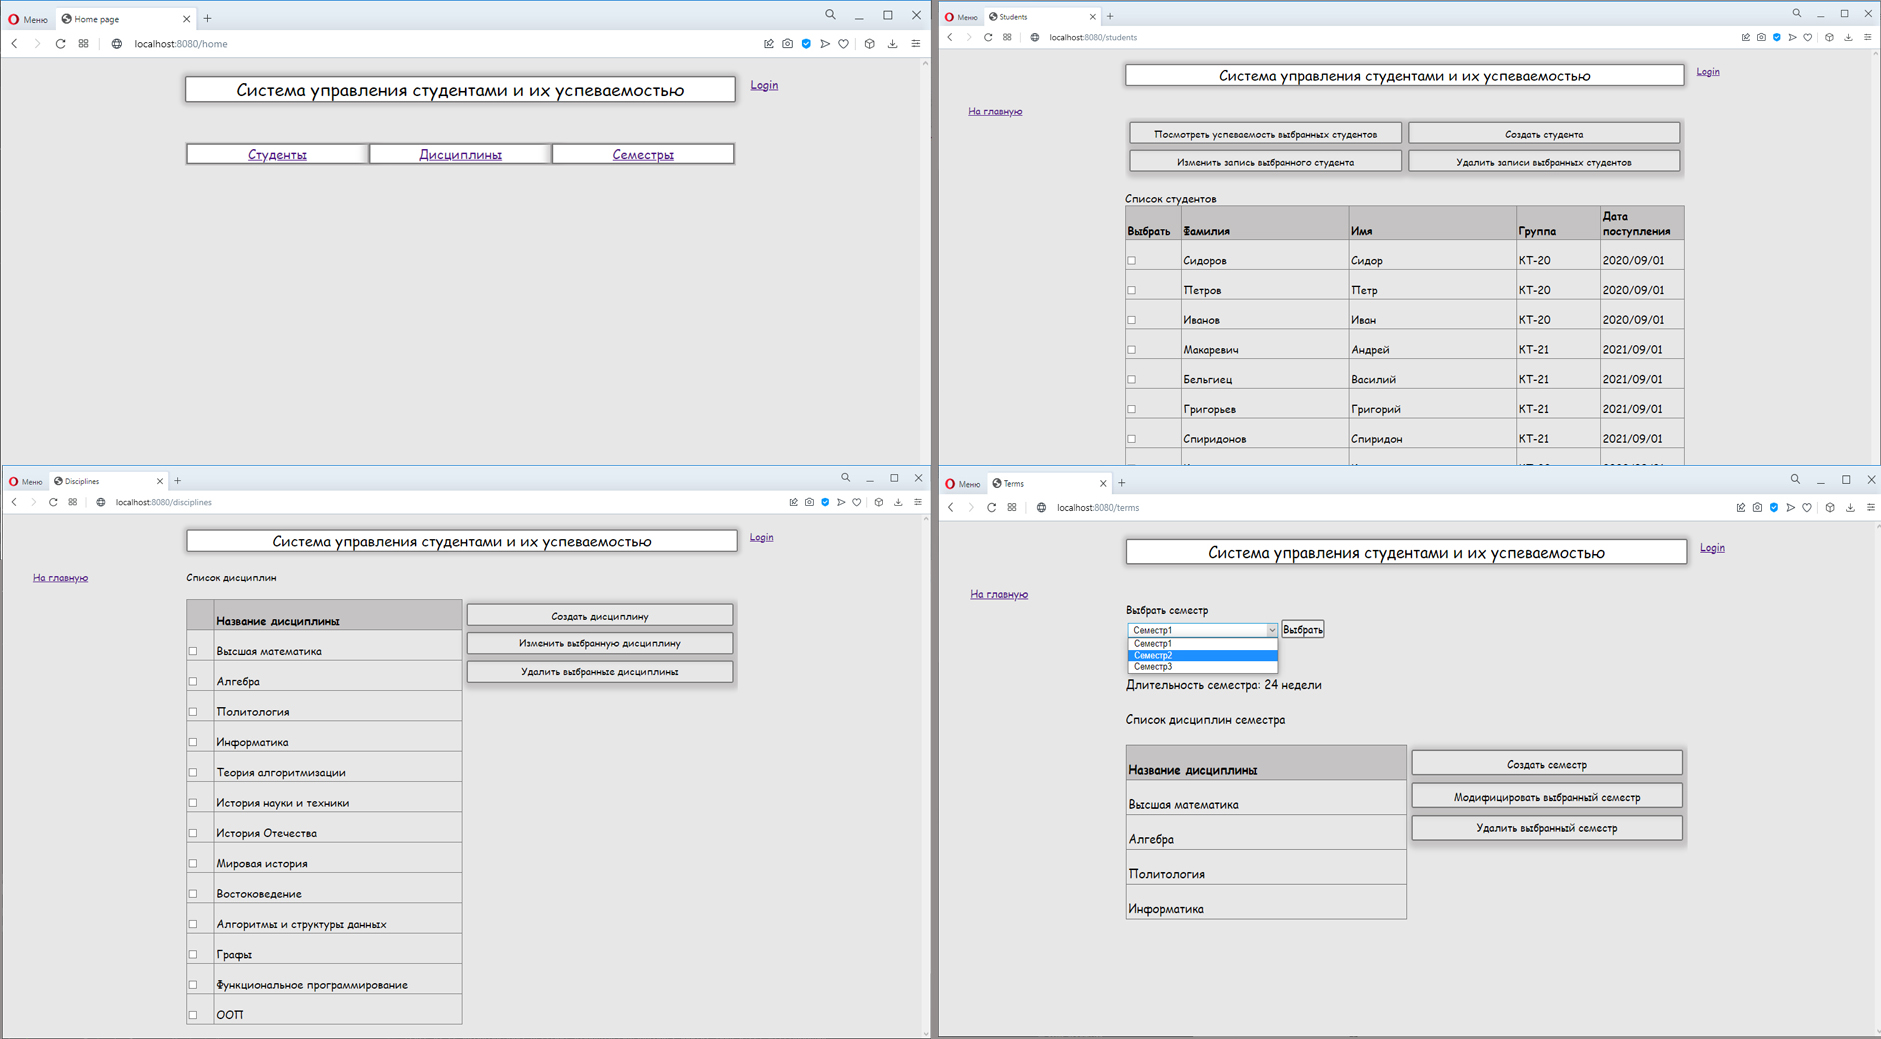 Меню
Home page
localhost:8080/home
Система управления студентами и их успеваемостью
Login
Студенты
Дисциплины
Семестры
Меню
Students
localhost:8080/students
Система управления студентами и их успеваемостью
Login
На главную
Посмотреть успеваемость выбранных студентов
Создать студента
Изменить запись выбранного студента
Удалить записи выбранных студентов
Список студентов
Выбрать Фамилия Имя Группа Дата поступления
Сидоров Сидор КТ-20 2020/09/01
Петров Петр КТ-20 2020/09/01
Иванов Иван КТ-20 2020/09/01
Макаревич Андрей КТ-21 2021/09/01
Бельгиец Василий КТ-21 2021/09/01
Григорьев Григорий КТ-21 2021/09/01
Спиридонов Спиридон КТ-21 2021/09/01
Меню
Disciplines
localhost:8080/disciplines
Система управления студентами и их успеваемостью
Login
На главную
Список дисциплин
Название дисциплины
Высшая математика
Алгебра
Политология
Информатика
Теория алгоритмизации
История науки и техники
История Отечества
Мировая история
Востоковедение
Алгоритмы и структуры данных
Графы
Функциональное программирование
ООП
Создать дисциплину
Изменить выбранную дисциплину
Удалить выбранные дисциплины
Меню
Terms
localhost:8080/terms
Система управления студентами и их успеваемостью
Login
На главную
Выбрать семестр
Семестр1
Выбрать
Семестр1
Семестр2
Семестр3
Длительность семестра: 24 недели
Список дисциплин семестра
Название дисциплины
Высшая математика
Алгебра
Политология
Информатика
Создать семестр
Модифицировать выбранный семестр
Удалить выбранный семестр